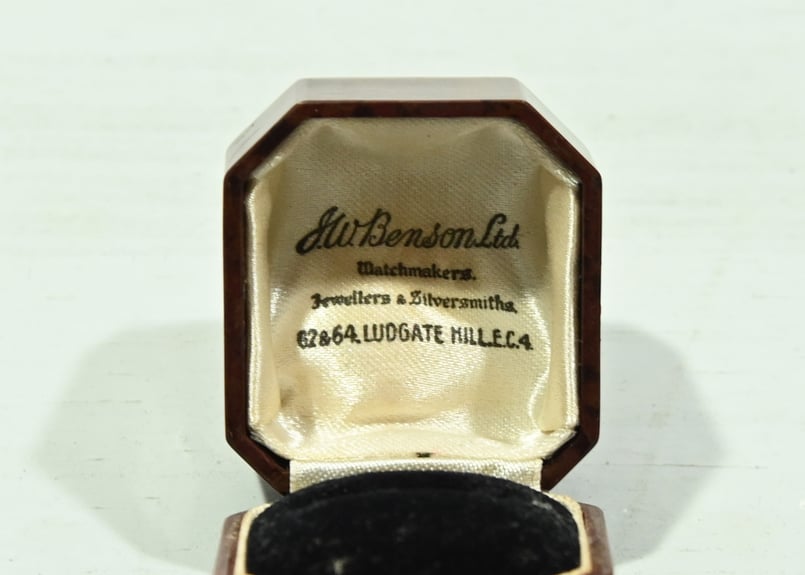 J.W. Benson Ltd.
Watchmakers.
Jewellers & Silversmiths,
62 & 64. LUDGATE HILL.E.C.4.